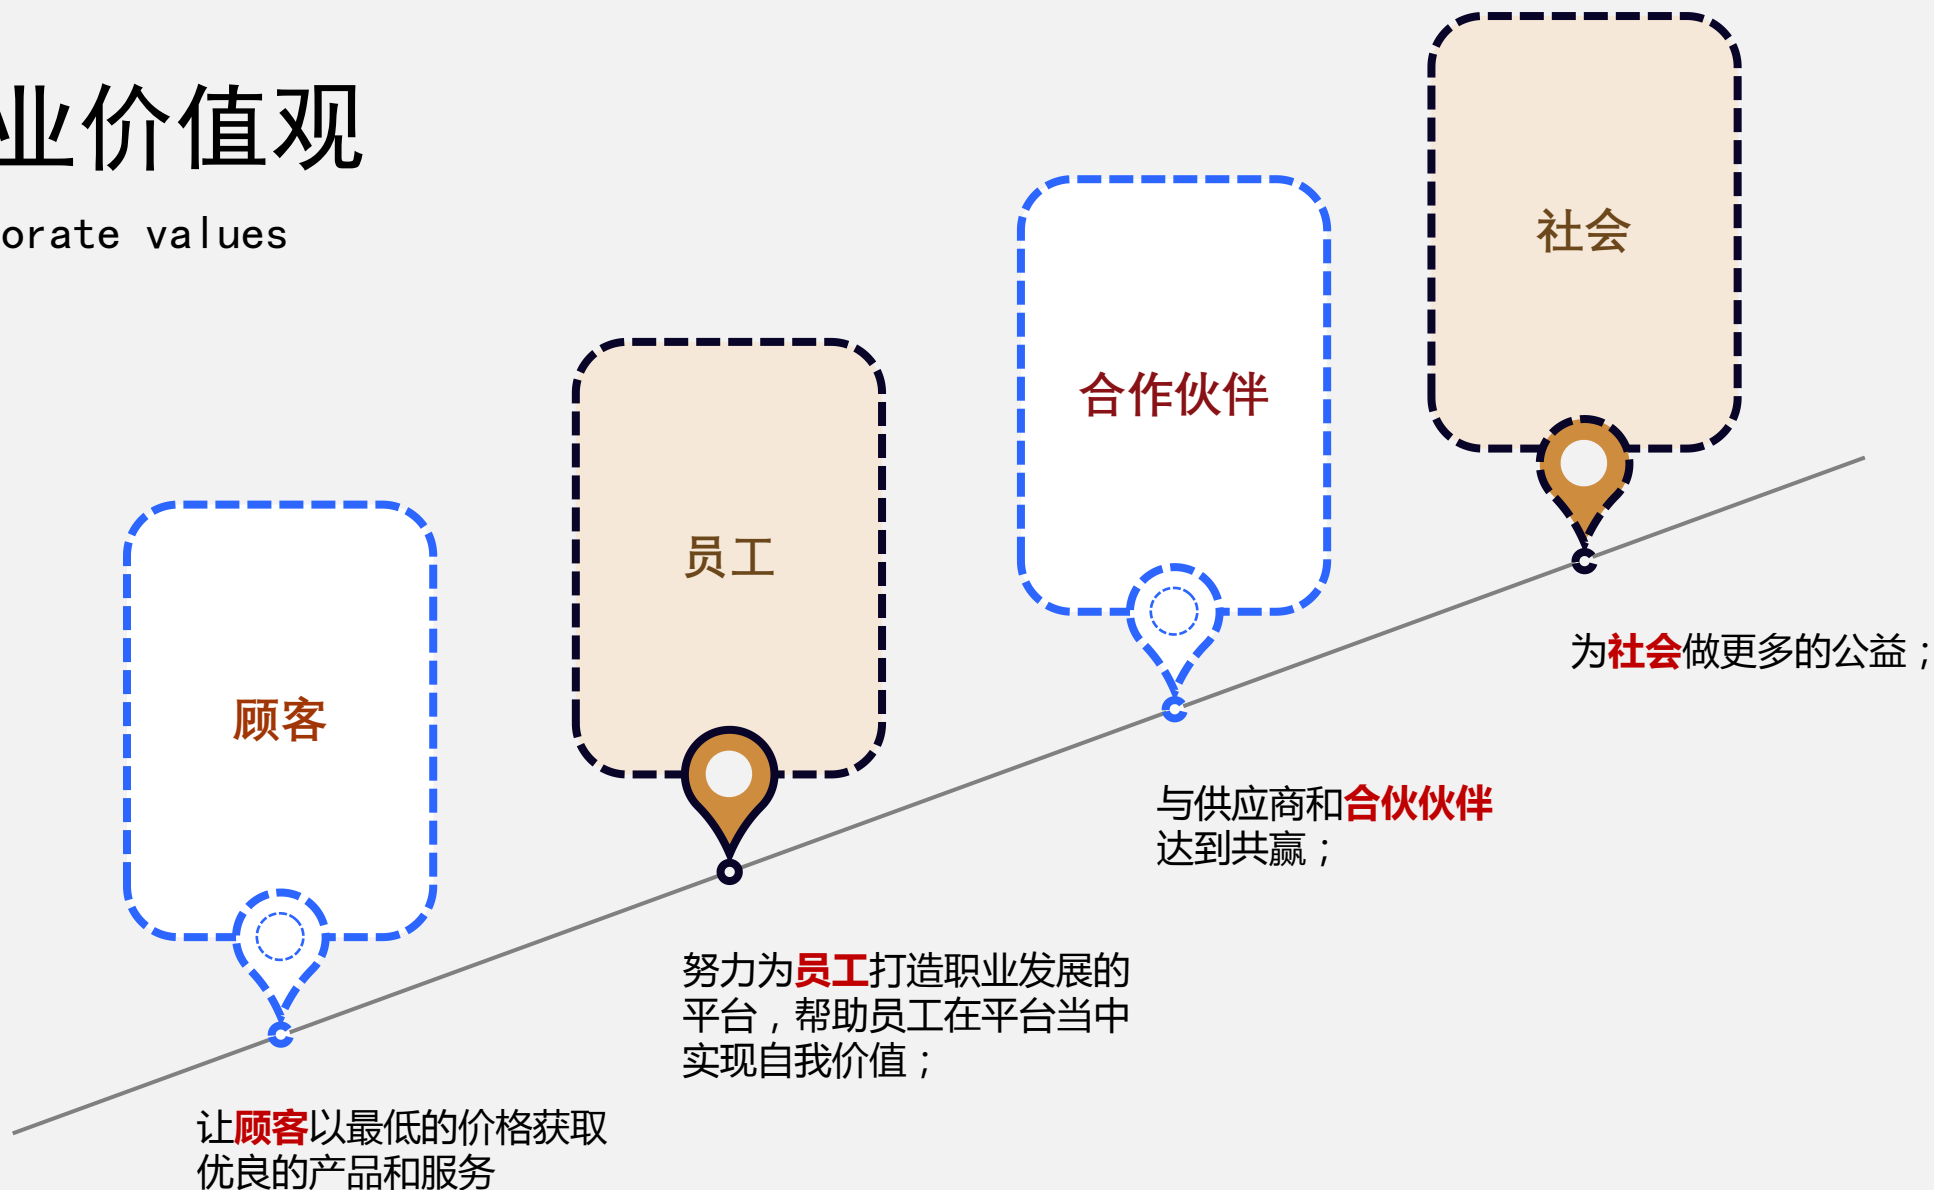 业价值观
orate values
社会
合作伙伴
员工
顾客
为社会做更多的公益；
与供应商和合伙伙伴
达到共赢；
努力为员工打造职业发展的
平台，帮助员工在平台当中
实现自我价值；
让顾客以最低的价格获取
优良的产品和服务